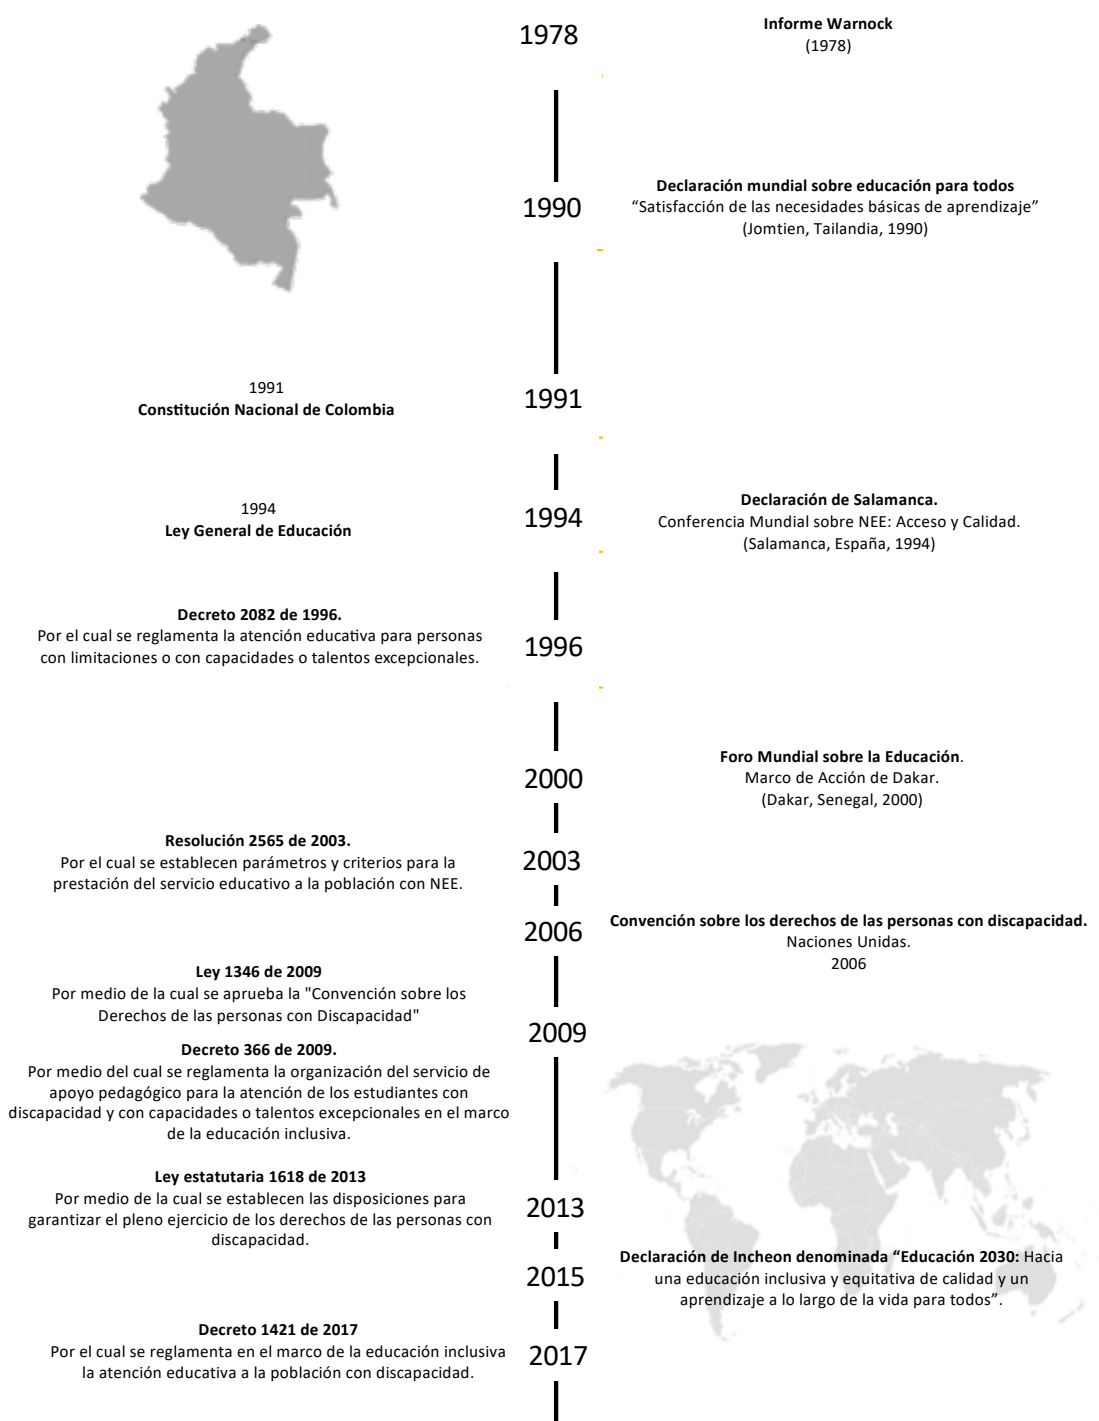 1978
Informe Warnock
(1978)
1990
Declaración mundial sobre educación para todos
“Satisfacción de las necesidades básicas de aprendizaje”
(Jomtien, Tailandia, 1990)
1991
Constitución Nacional de Colombia
1991
1994
Ley General de Educación
1994
Declaración de Salamanca.
Conferencia Mundial sobre NEE: Acceso y Calidad.
(Salamanca, España, 1994)
Decreto 2082 de 1996.
Por el cual se reglamenta la atención educativa para personas
con limitaciones o con capacidades o talentos excepcionales.
1996
2000
Foro Mundial sobre la Educación.
Marco de Acción de Dakar.
(Dakar, Senegal, 2000)
Resolución 2565 de 2003.
Por el cual se establecen parámetros y criterios para la
prestación del servicio educativo a la población con NEE.
2003
2006
Convención sobre los derechos de las personas con discapacidad.
Naciones Unidas.
2006
Ley 1346 de 2009
Por medio de la cual se aprueba la "Convención sobre los
Derechos de las personas con Discapacidad"
2009
Decreto 366 de 2009.
Por medio del cual se reglamenta la organización del servicio de
apoyo pedagógico para la atención de los estudiantes con
discapacidad y con capacidades o talentos excepcionales en el marco
de la educación inclusiva.
Ley estatutaria 1618 de 2013
Por medio de la cual se establecen las disposiciones para
garantizar el pleno ejercicio de los derechos de las personas con
discapacidad.
2013
2015
Declaración de Incheon denominada “Educación 2030: Hacia
una educación inclusiva y equitativa de calidad y un
aprendizaje a lo largo de la vida para todos”.
Decreto 1421 de 2017
Por el cual se reglamenta en el marco de la educación inclusiva
la atención educativa a la población con discapacidad.
2017